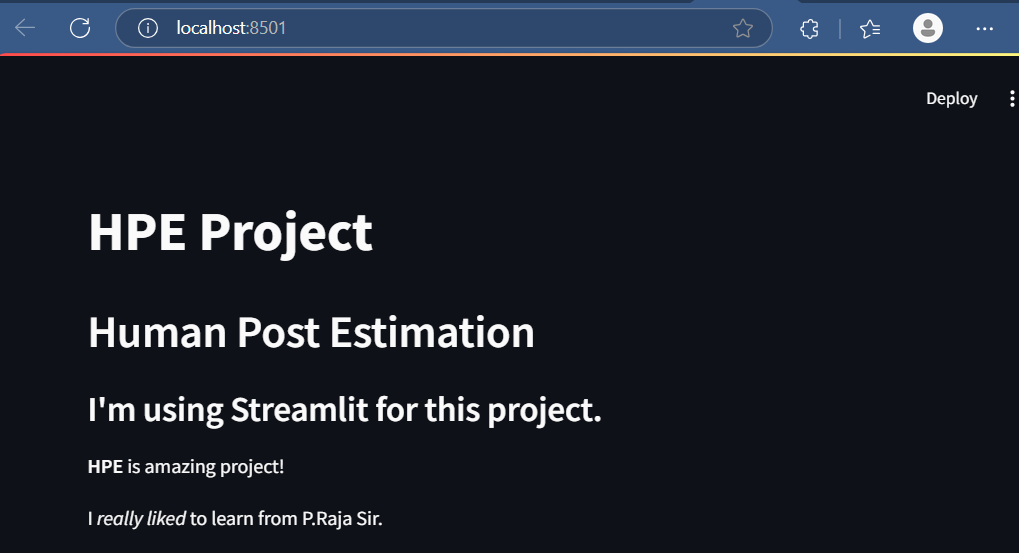 localhost:8501
Deploy
HPE Project
Human Post Estimation
I'm using Streamlit for this project.
HPE is amazing project!
I really liked to learn from P.Raja Sir.